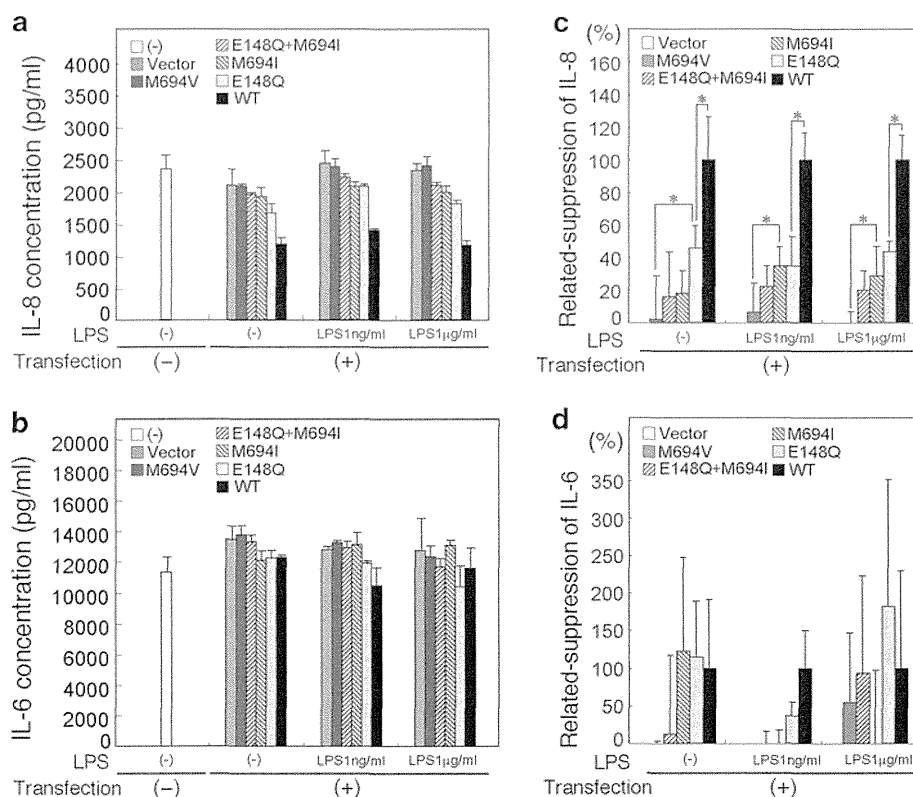 a
IL-8 concentration (pg/ml)
4000
3500
3000
2500
2000
1500
1000
500
0
(-)
Vector
M694V
E148Q+M694I
M694I
E148Q
WT
LPS
(-)
(-)
LPS1ng/ml
LPS1µg/ml
Transfection
(−)
(+)
c
(%)
Related-suppression of IL-8
160
140
120
100
80
60
40
20
0
Vector
M694V
E148Q+M694I
M694I
E148Q
WT
*
*
*
*
*
*
LPS
(-)
LPS1ng/ml
LPS1µg/ml
Transfection
(+)
b
IL-6 concentration (pg/ml)
20000
18000
16000
14000
12000
10000
8000
6000
4000
2000
0
(-)
Vector
M694V
E148Q+M694I
M694I
E148Q
WT
LPS
(-)
(-)
LPS1ng/ml
LPS1µg/ml
Transfection
(−)
(+)
d
(%)
Related-suppression of IL-6
350
300
250
200
150
100
50
0
Vector
M694V
E148Q+M694I
M694I
E148Q
WT
LPS
(-)
LPS1ng/ml
LPS1µg/ml
Transfection
(+)